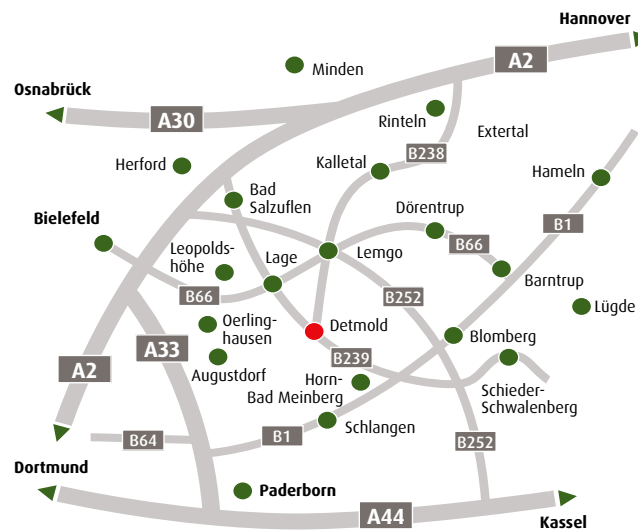 Hannover
A2
Minden
Osnabrück
A30
Rinteln
Extertal
B238
Herford
Kalletal
Hameln
Bad
Salzuflen
Dörentrup
B1
Bielefeld
Leopolds-
höhe
Lage
Lemgo
B66
Barntrup
B66
B252
Lügde
Oerling-
hausen
Detmold
Blomberg
A33
B239
A2
Augustdorf
Horn-
Bad Meinberg
Schieder-
Schwalenberg
B64
B1
Schlangen
B252
Dortmund
Paderborn
A44
Kassel